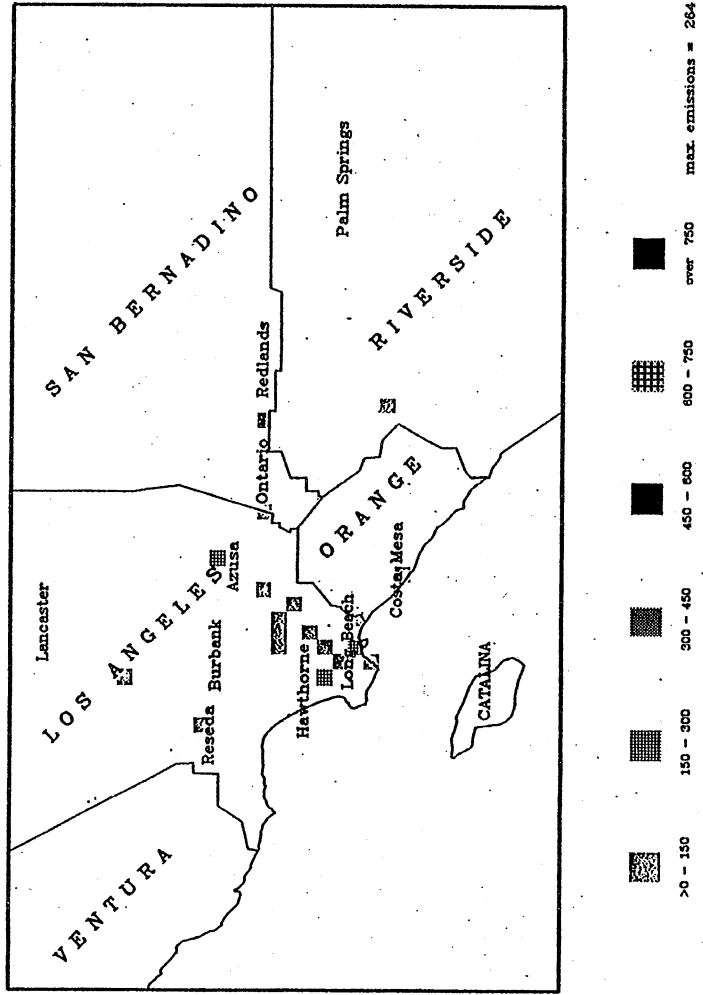 Lancaster
SAN BERNADINO
LOS ANGELES
VENTURA
Reseda
Burbank
Azusa
Ontario
Redlands
Palm Springs
RIVERSIDE
Hawthorne
Long Beach
ORANGE
Costa Mesa
CATALINA
>0 - 150
150 - 300
300 - 450
450 - 600
600 - 750
over 750
max. emissions = 264